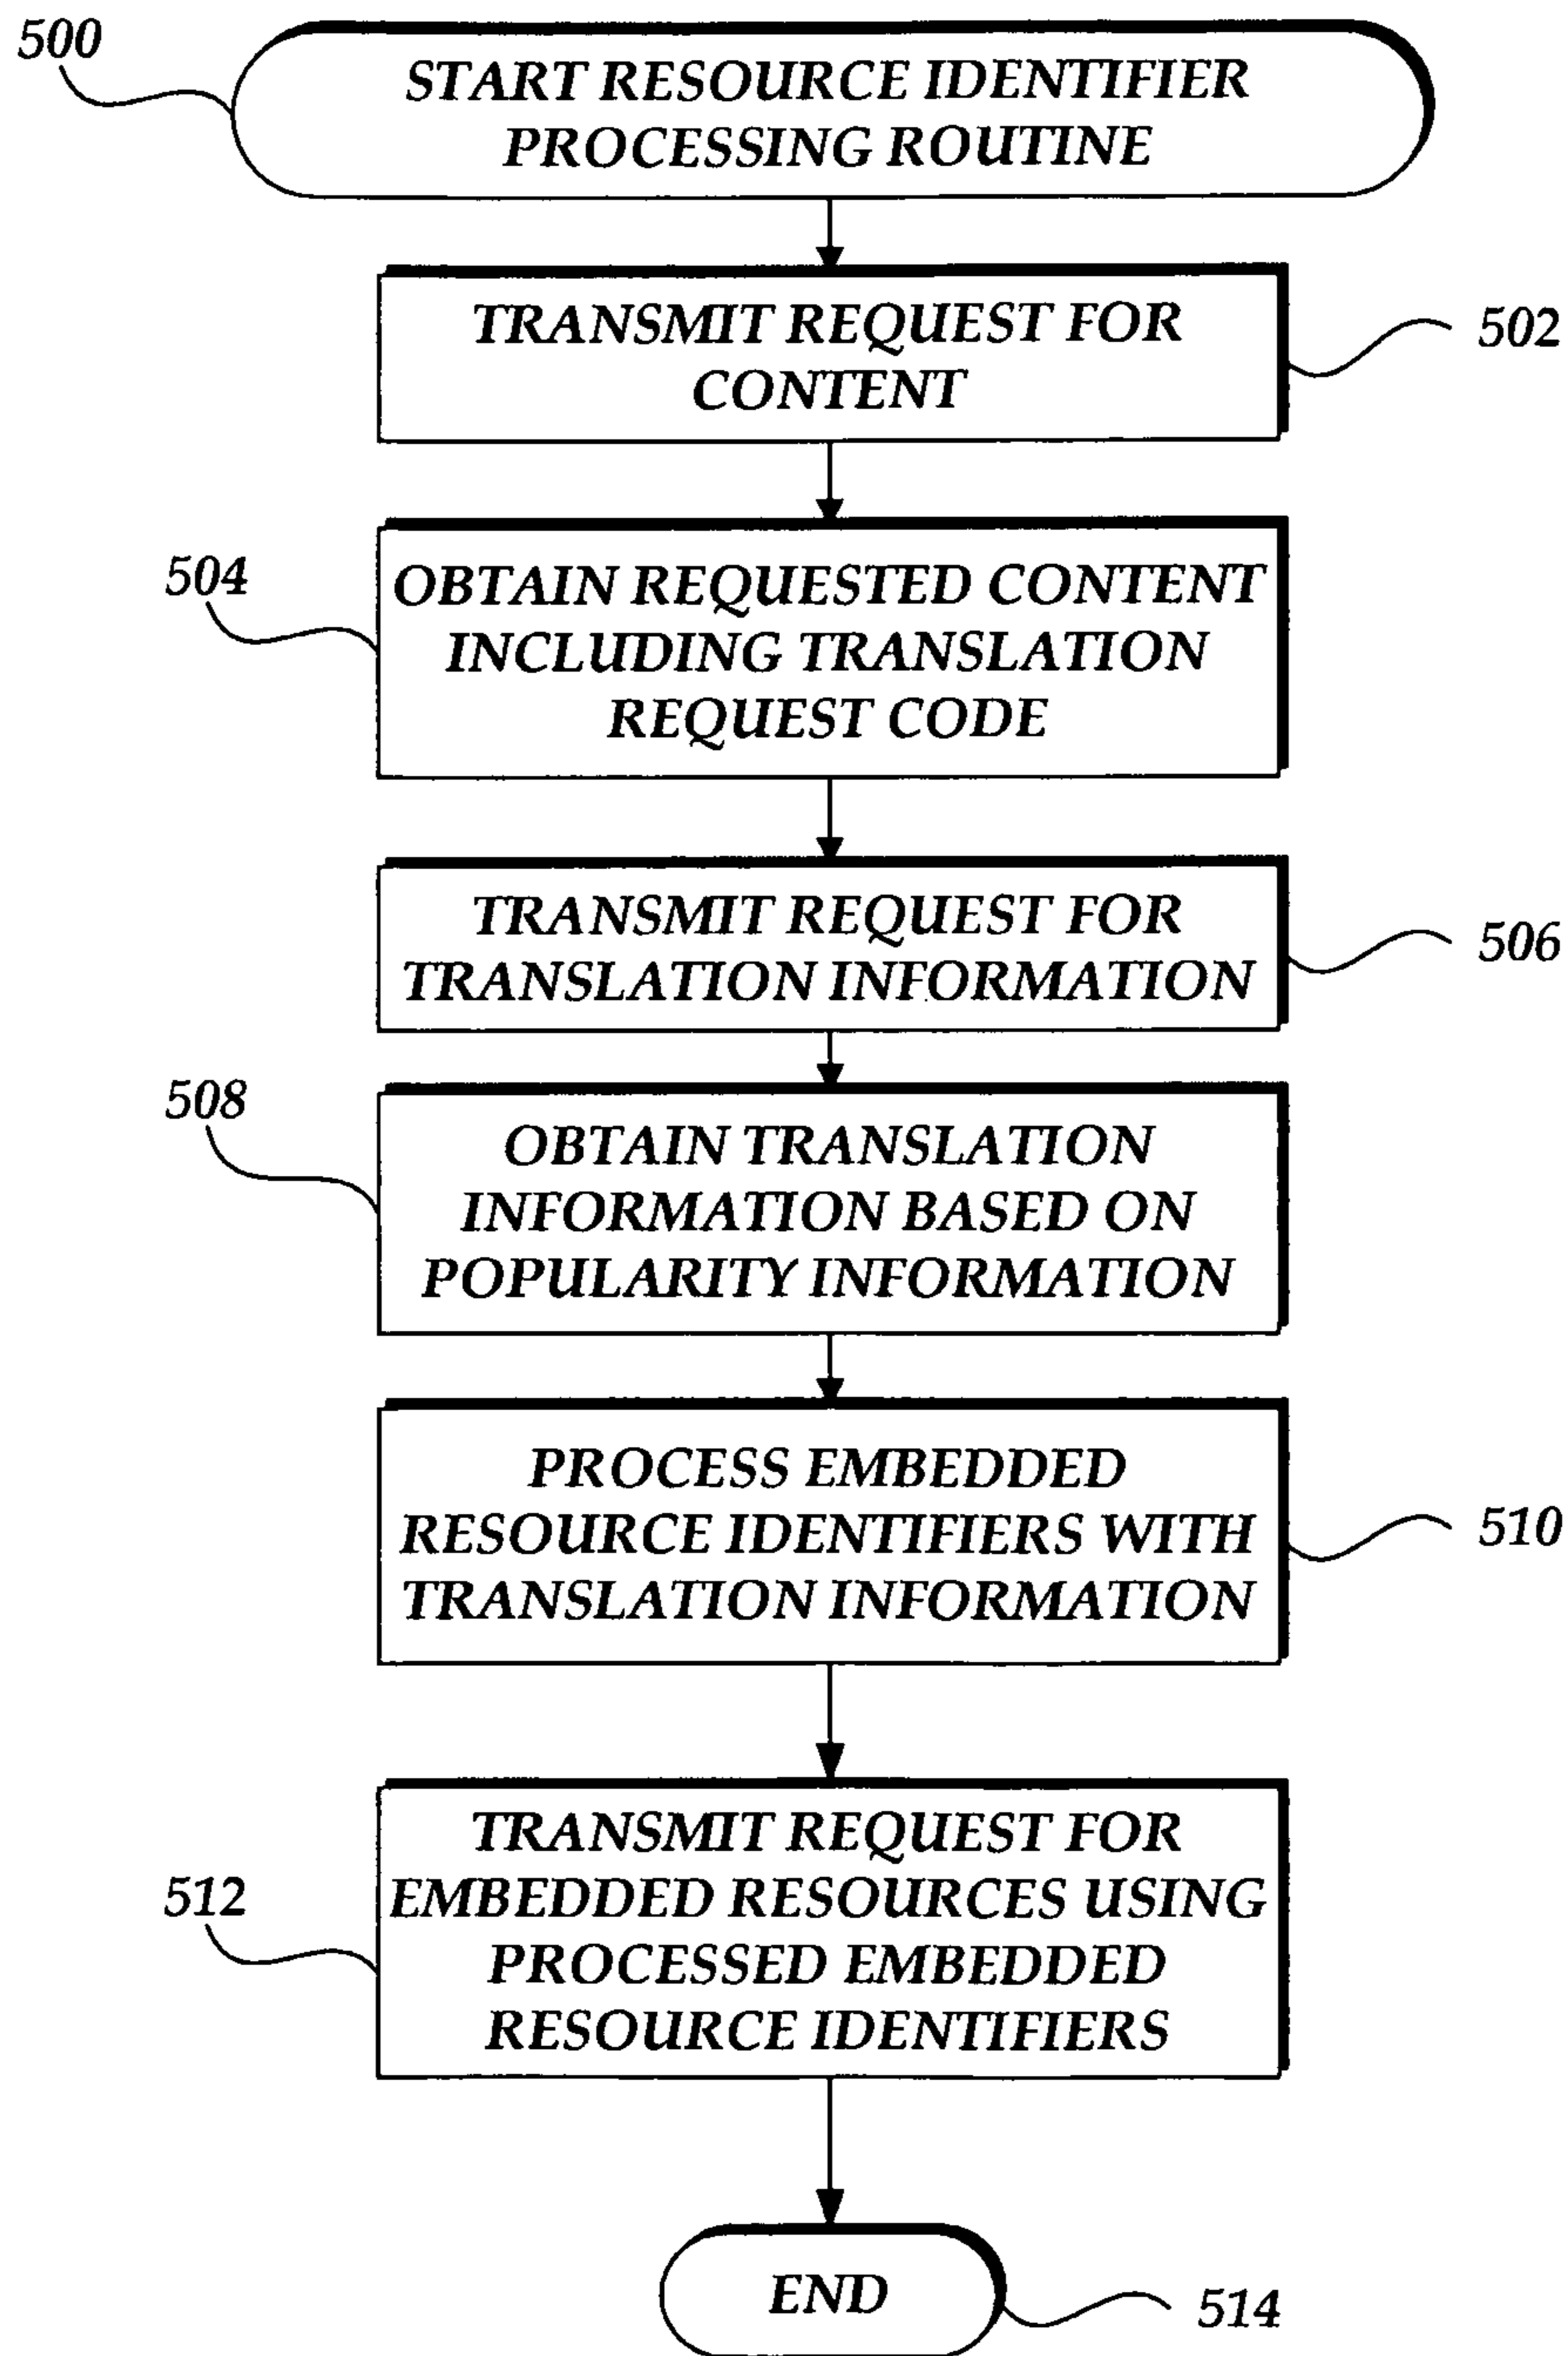 500
START RESOURCE IDENTIFIER
PROCESSING ROUTINE
TRANSMIT REQUEST FOR
CONTENT
502
504
OBTAIN REQUESTED CONTENT
INCLUDING TRANSLATION
REQUEST CODE
TRANSMIT REQUEST FOR
TRANSLATION INFORMATION
506
508
OBTAIN TRANSLATION
INFORMATION BASED ON
POPULARITY INFORMATION
PROCESS EMBEDDED
RESOURCE IDENTIFIERS WITH
TRANSLATION INFORMATION
510
TRANSMIT REQUEST FOR
EMBEDDED RESOURCES USING
PROCESSED EMBEDDED
RESOURCE IDENTIFIERS
512
END
514